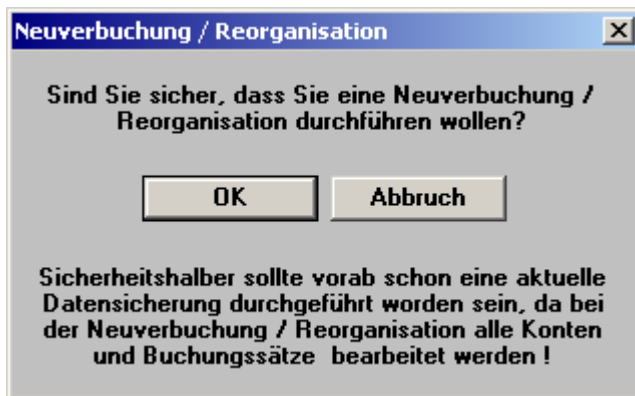 Neuverbuchung / Reorganisation
Sind Sie sicher, dass Sie eine Neuverbuchung /
Reorganisation durchführen wollen?
OK Abbruch
Sicherheitshalber sollte vorab schon eine aktuelle
Datensicherung durchgeführt worden sein, da bei
der Neuverbuchung / Reorganisation alle Konten
und Buchungssätze  bearbeitet werden !